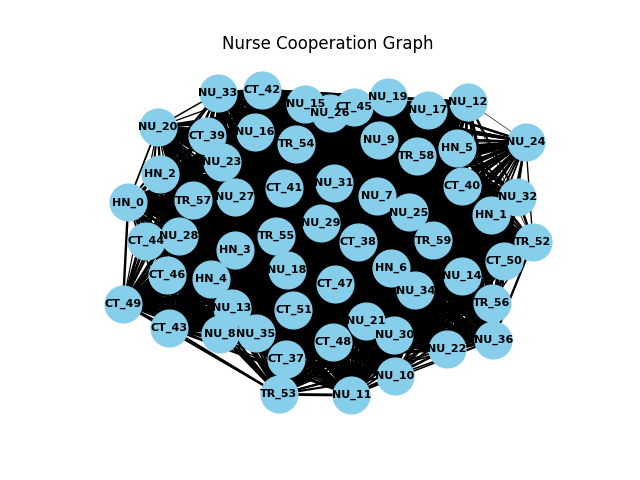 Nurse Cooperation Graph
NU_33
CT_42
NU_15
NU_26
CT_45
NU_19
NU_17
NU_12
NU_20
CT_39
NU_16
TR_54
NU_9
TR_58
HN_5
NU_24
HN_2
NU_23
CT_41
NU_31
NU_7
CT_40
NU_32
HN_0
TR_57
NU_27
NU_25
HN_1
CT_44
NU_28
HN_3
TR_55
NU_29
CT_38
TR_59
TR_52
CT_46
HN_4
NU_18
CT_47
HN_6
NU_34
NU_14
CT_50
CT_49
NU_13
CT_51
NU_21
TR_56
CT_43
NU_8
NU_35
CT_48
NU_30
NU_22
NU_36
CT_37
NU_10
TR_53
NU_11